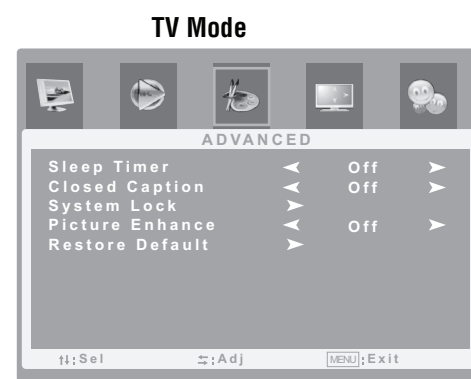 TV Mode
ADVANCED
Sleep Timer ◄ Off ►
Closed Caption ◄ Off ►
System Lock ►
Picture Enhance ◄ Off ►
Restore Default ►
↑↓:Sel ⇆:Adj MENU:Exit